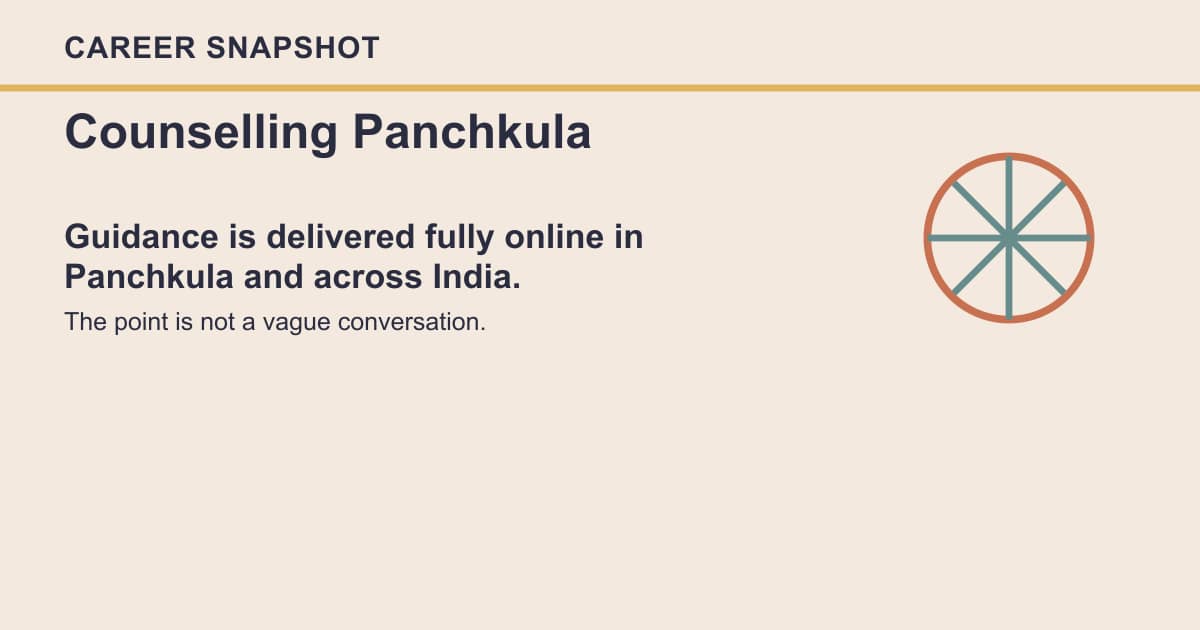 CAREER SNAPSHOT
Counselling Panchkula
Guidance is delivered fully online in
Panchkula and across India.
The point is not a vague conversation.